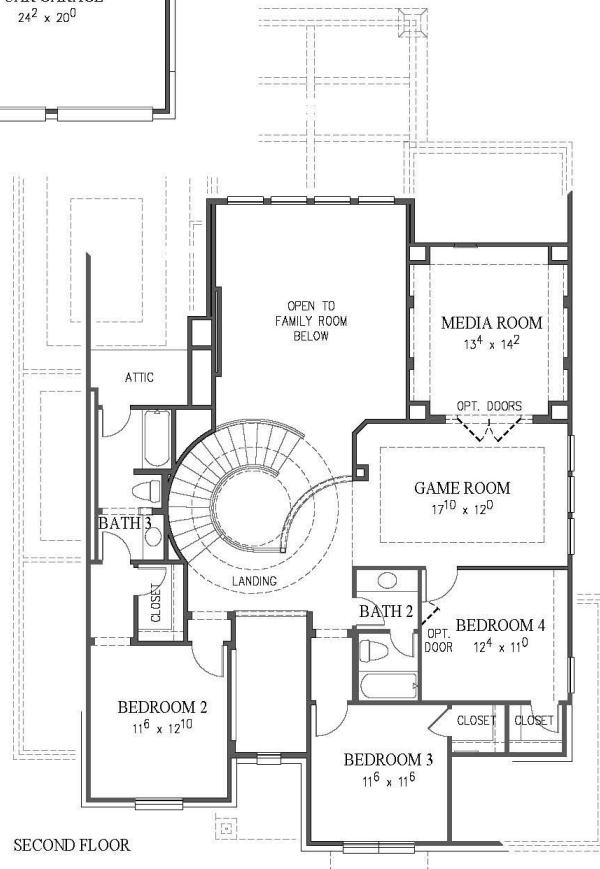 24² x 20⁰
OPEN TO
FAMILY ROOM
BELOW
MEDIA ROOM
13⁴ x 14²
ATTIC
OPT. DOORS
GAME ROOM
17¹⁰ x 12⁰
BATH 3
LANDING
CLOSET
BATH 2
BEDROOM 4
12⁴ x 11⁰
OPT.
DOOR
BEDROOM 2
11⁶ x 12¹⁰
CLOSET
CLOSET
BEDROOM 3
11⁶ x 11⁶
SECOND FLOOR